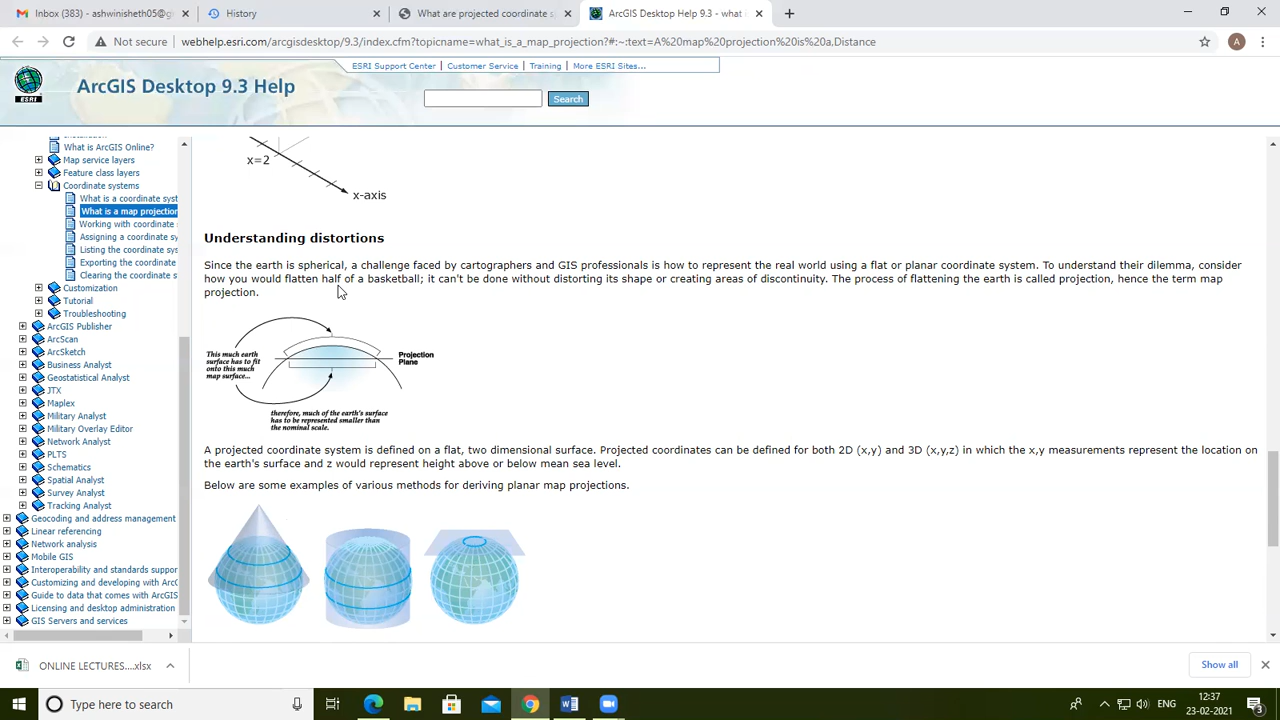 Inbox (383) - ashwinisheth05@g
History
What are projected coordinate s
ArcGIS Desktop Help 9.3 - what is
Not secure
webhelp.esri.com/arcgisdesktop/9.3/index.cfm?topicname=what_is_a_map_projection?#:~:text=A%20map%20projection%20is%20a,Distance
A
ESRI Support Center
Customer Service
Training
More ESRI Sites...
ESRI
ArcGIS Desktop 9.3 Help
Search
What is ArcGIS Online?
Map service layers
Feature class layers
Coordinate systems
What is a coordinate syst
What is a map projection
Working with coordinate
Assigning a coordinate sy
Listing the coordinate sys
Exporting the coordinate
Clearing the coordinate s
Customization
Tutorial
Troubleshooting
ArcGIS Publisher
ArcScan
ArcSketch
Business Analyst
Geostatistical Analyst
JTX
Maplex
Military Analyst
Military Overlay Editor
Network Analyst
PLTS
Schematics
Spatial Analyst
Survey Analyst
Tracking Analyst
Geocoding and address management
Linear referencing
Network analysis
Mobile GIS
Interoperability and standards suppor
Customizing and developing with ArcG
Guide to data that comes with ArcGIS
Licensing and desktop administration
GIS Servers and services
x=2
x-axis
Understanding distortions
Since the earth is spherical, a challenge faced by cartographers and GIS professionals is how to represent the real world using a flat or planar coordinate system. To understand their dilemma, consider
how you would flatten half of a basketball; it can't be done without distorting its shape or creating areas of discontinuity. The process of flattening the earth is called projection, hence the term map
projection.
This much earth
surface has to fit
onto this much
map surface...
Projection
Plane
therefore, much of the earth's surface
has to be represented smaller than
the nominal scale.
A projected coordinate system is defined on a flat, two dimensional surface. Projected coordinates can be defined for both 2D (x,y) and 3D (x,y,z) in which the x,y measurements represent the location on
the earth's surface and z would represent height above or below mean sea level.
Below are some examples of various methods for deriving planar map projections.
ONLINE LECTURES....xlsx
Show all
Type here to search
ENG
12:37
23-02-2021
3